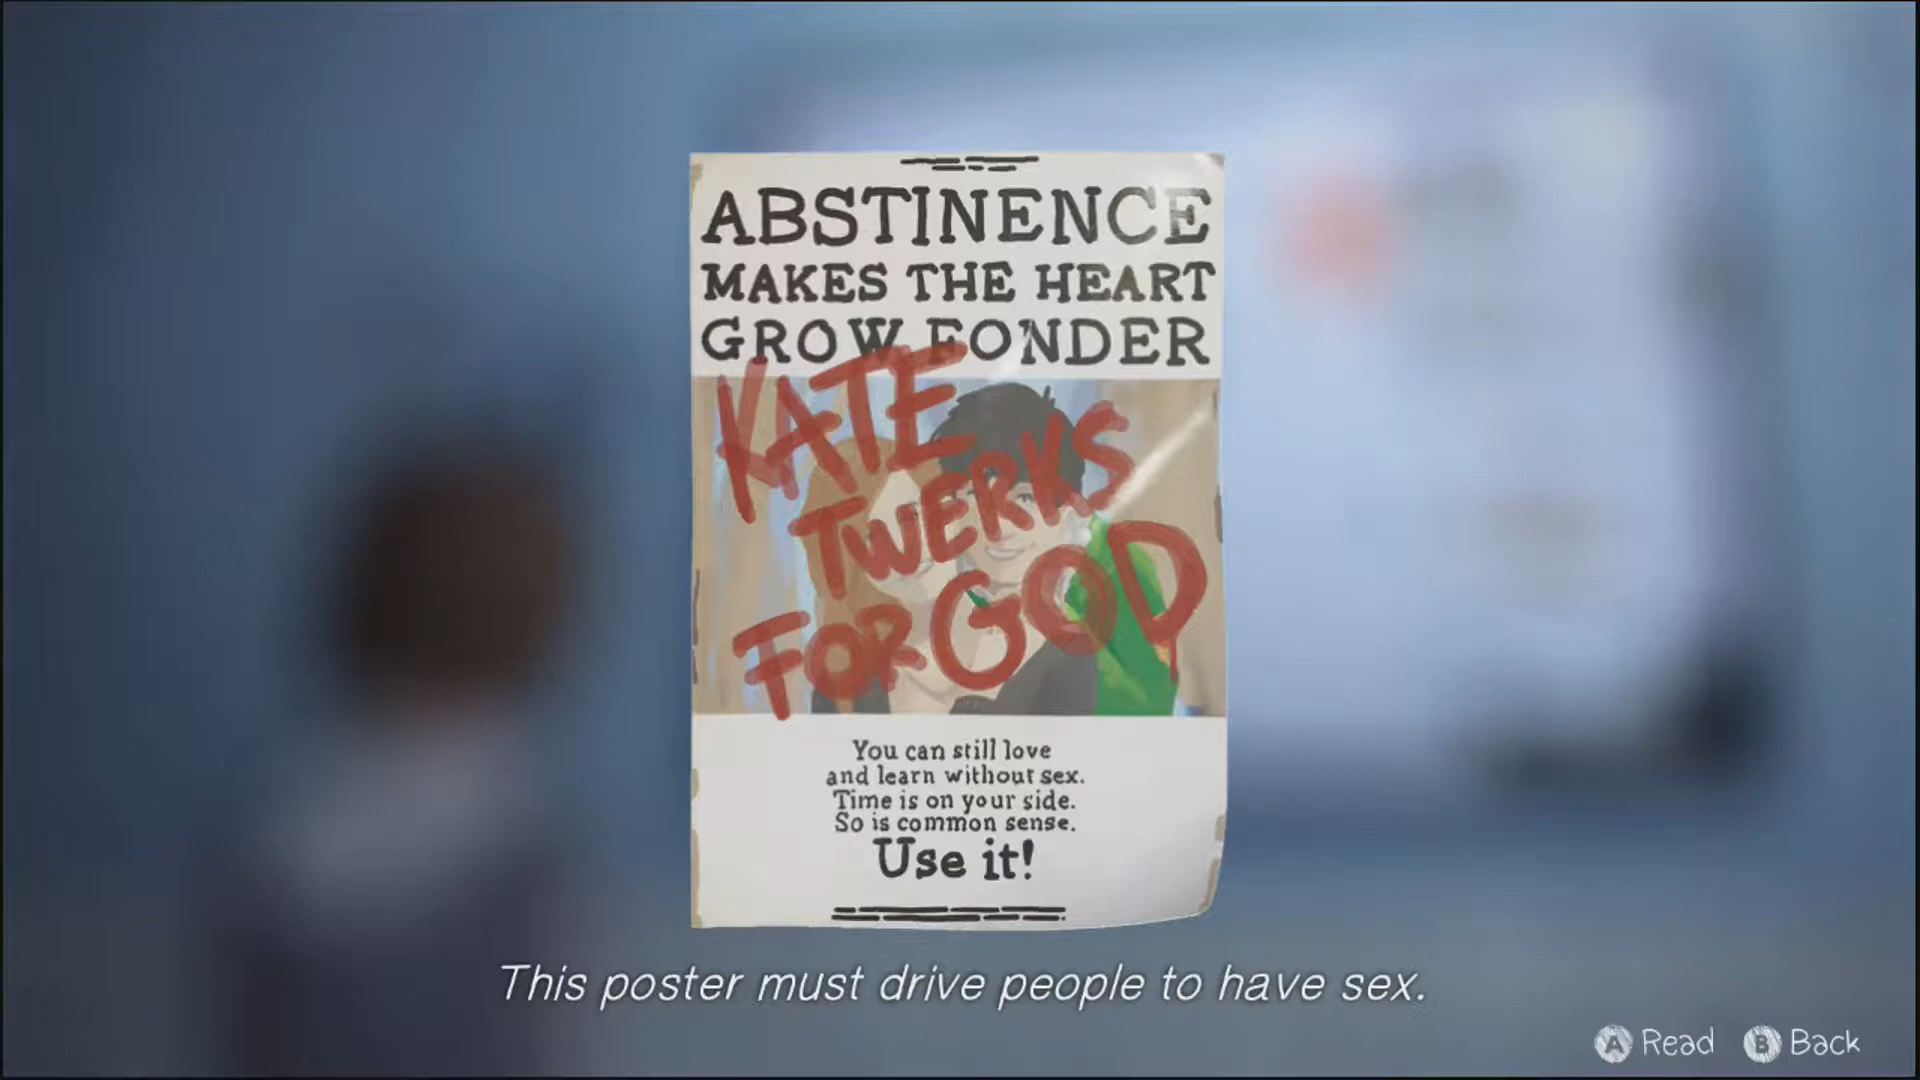 ABSTINENCE
MAKES THE HEART
GROW FONDER
KATE
TWERKS
FOR GOD
You can still love
and learn without sex.
Time is on your side.
So is common sense.
Use it!
This poster must drive people to have sex.
A Read B Back